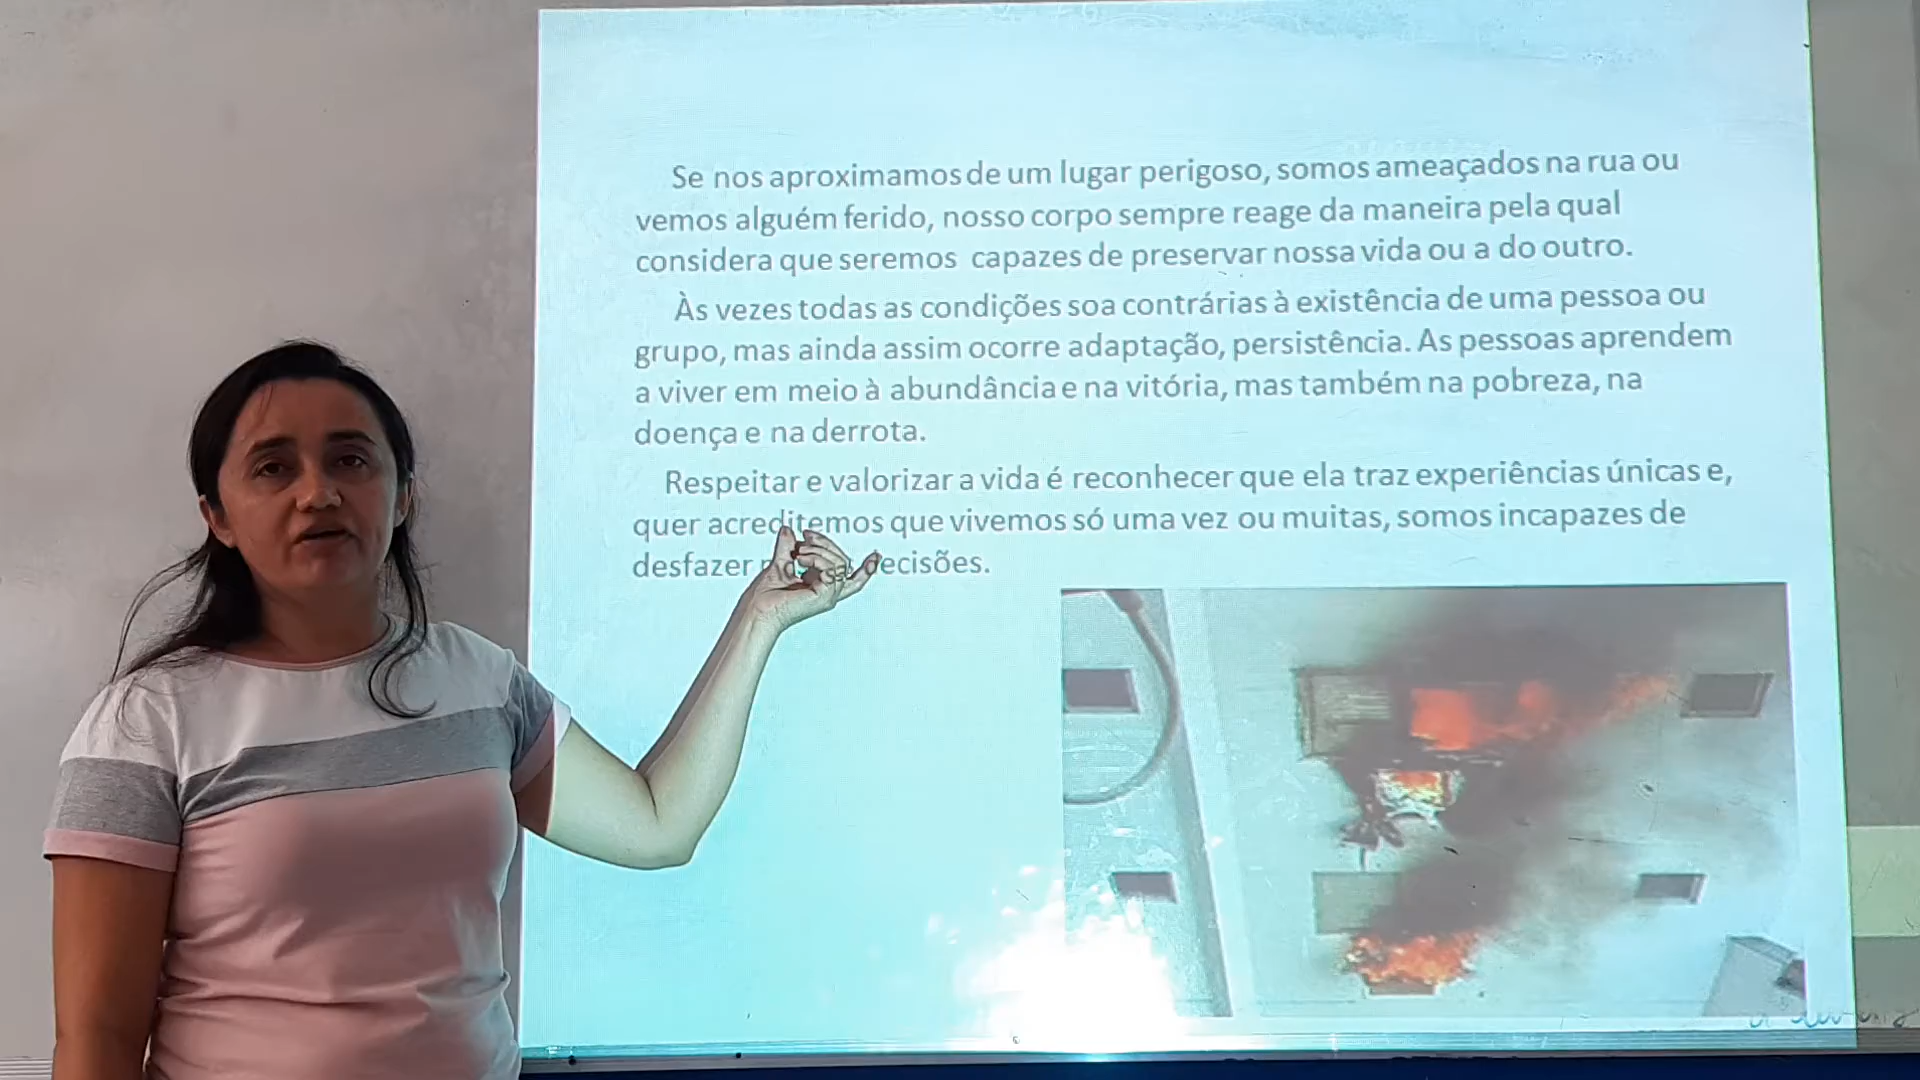 Se nos aproximamos de um lugar perigoso, somos ameaçados na rua ou
vemos alguém ferido, nosso corpo sempre reage da maneira pela qual
considera que seremos capazes de preservar nossa vida ou a do outro.
Às vezes todas as condições soa contrárias à existência de uma pessoa ou
grupo, mas ainda assim ocorre adaptação, persistência. As pessoas aprendem
a viver em meio à abundância e na vitória, mas também na pobreza, na
doença e na derrota.
Respeitar e valorizar a vida é reconhecer que ela traz experiências únicas e,
quer acreditemos que vivemos só uma vez ou muitas, somos incapazes de
desfazer decisões.